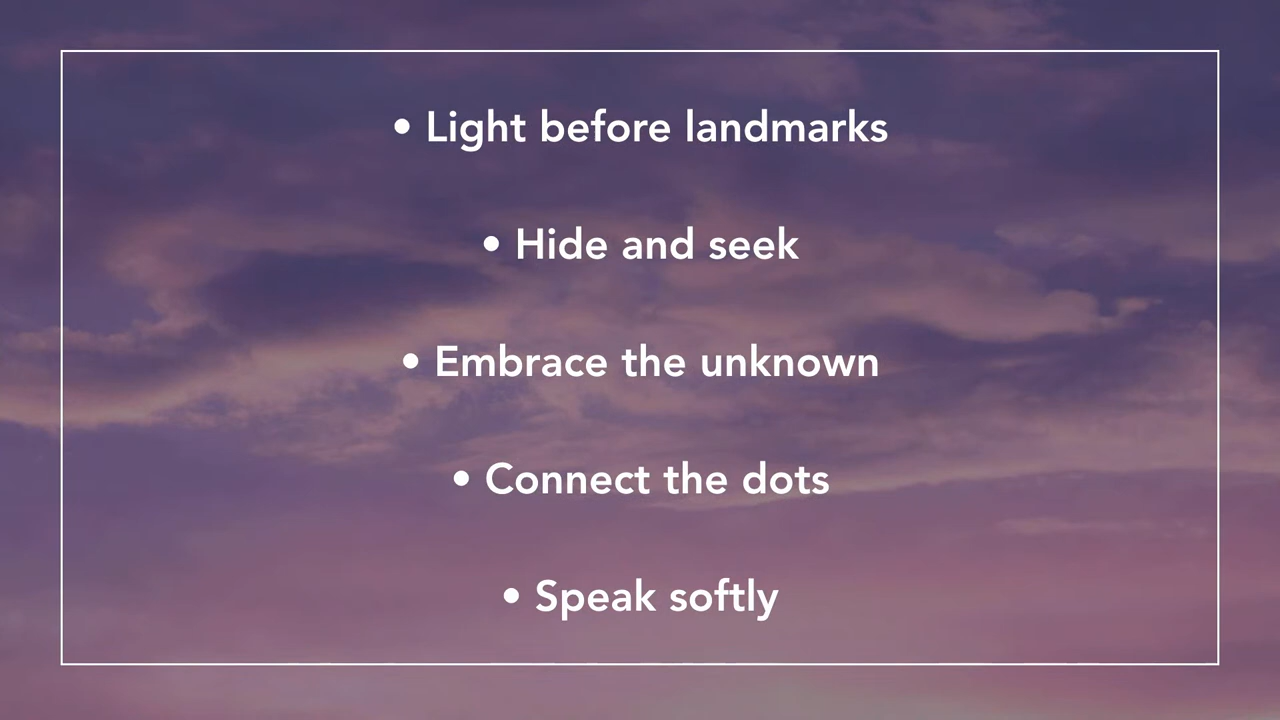 • Light before landmarks
• Hide and seek
• Embrace the unknown
• Connect the dots
• Speak softly